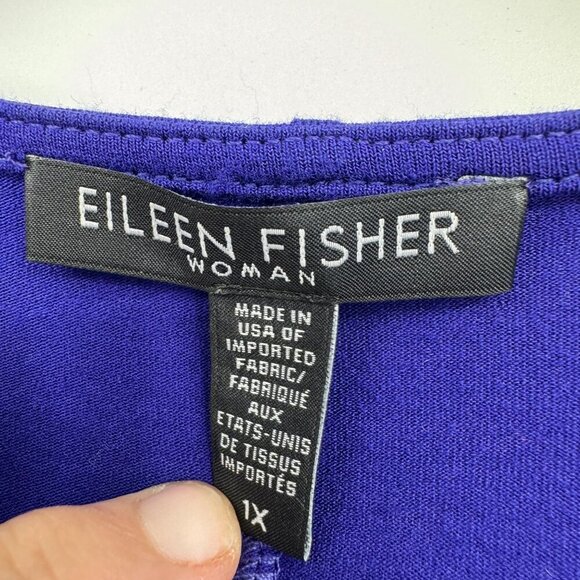 EILEEN FISHER
WOMAN
MADE IN
USA OF
IMPORTED
FABRIC/
FABRIQUÉ
AUX
ETATS-UNIS
DE TISSUS
IMPORTÉS
1X